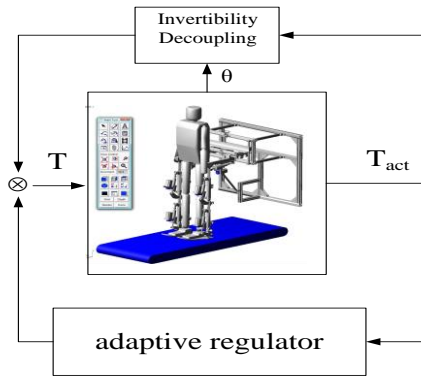 Invertibility
Decoupling
θ
T
T_act
adaptive regulator